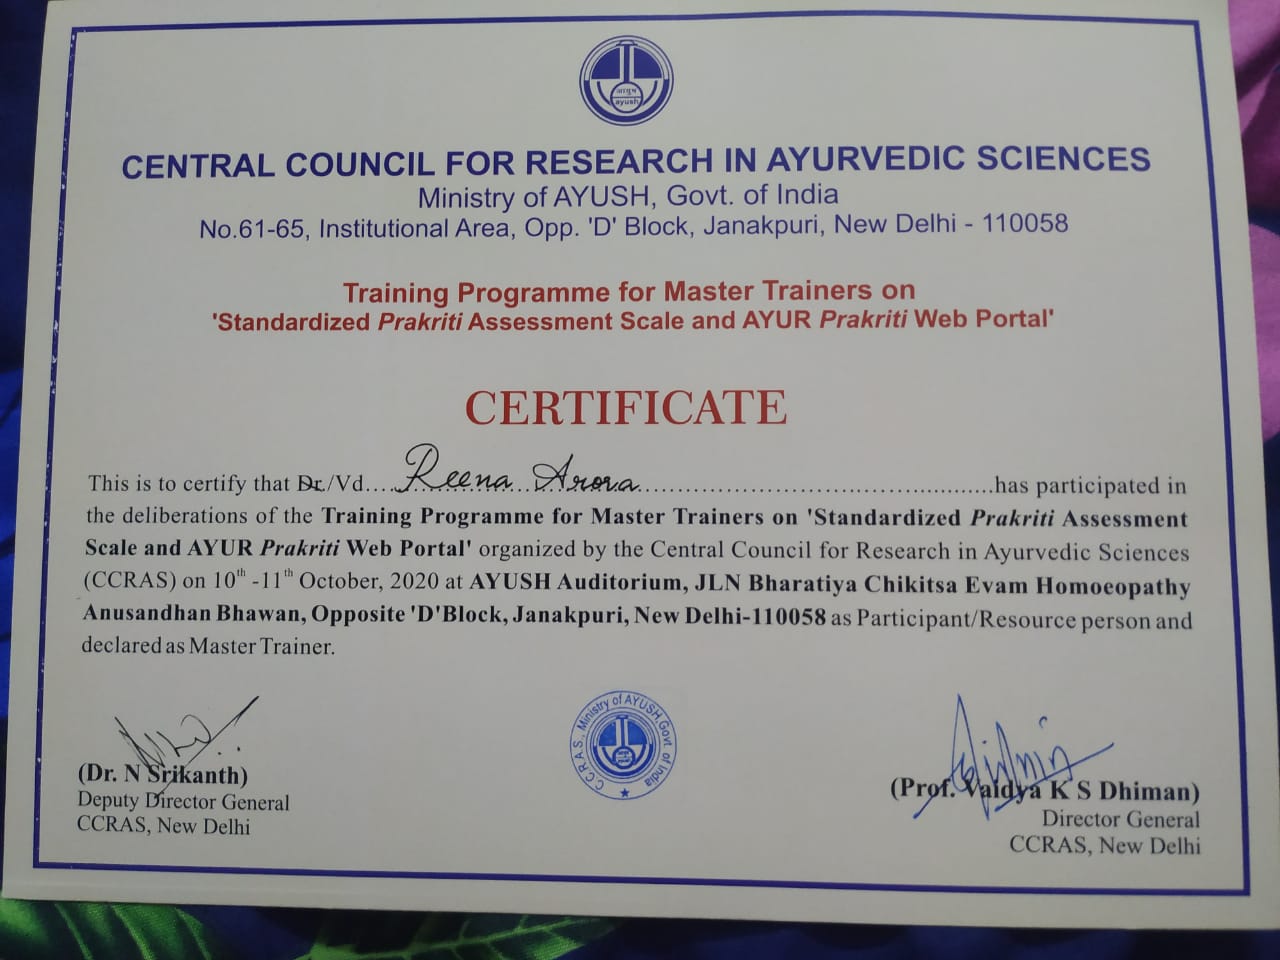 आयुष
ayush
CENTRAL COUNCIL FOR RESEARCH IN AYURVEDIC SCIENCES
Ministry of AYUSH, Govt. of India
No.61-65, Institutional Area, Opp. 'D' Block, Janakpuri, New Delhi - 110058
Training Programme for Master Trainers on
'Standardized Prakriti Assessment Scale and AYUR Prakriti Web Portal'
CERTIFICATE
This is to certify that Dr./Vd....Reena Arora....has participated in
the deliberations of the Training Programme for Master Trainers on 'Standardized Prakriti Assessment
Scale and AYUR Prakriti Web Portal' organized by the Central Council for Research in Ayurvedic Sciences
(CCRAS) on 10th -11th October, 2020 at AYUSH Auditorium, JLN Bharatiya Chikitsa Evam Homoeopathy
Anusandhan Bhawan, Opposite 'D'Block, Janakpuri, New Delhi-110058 as Participant/Resource person and
declared as Master Trainer.
C.C.R.A.S., Ministry of AYUSH Govt. of India
(Dr. N Srikanth)
Deputy Director General
CCRAS, New Delhi
(Prof. Vaidya K S Dhiman)
Director General
CCRAS, New Delhi